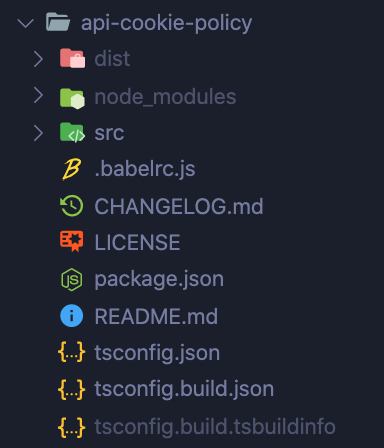 api-cookie-policy
dist
node_modules
src
.babelrc.js
CHANGELOG.md
LICENSE
package.json
README.md
tsconfig.json
tsconfig.build.json
tsconfig.build.tsbuildinfo